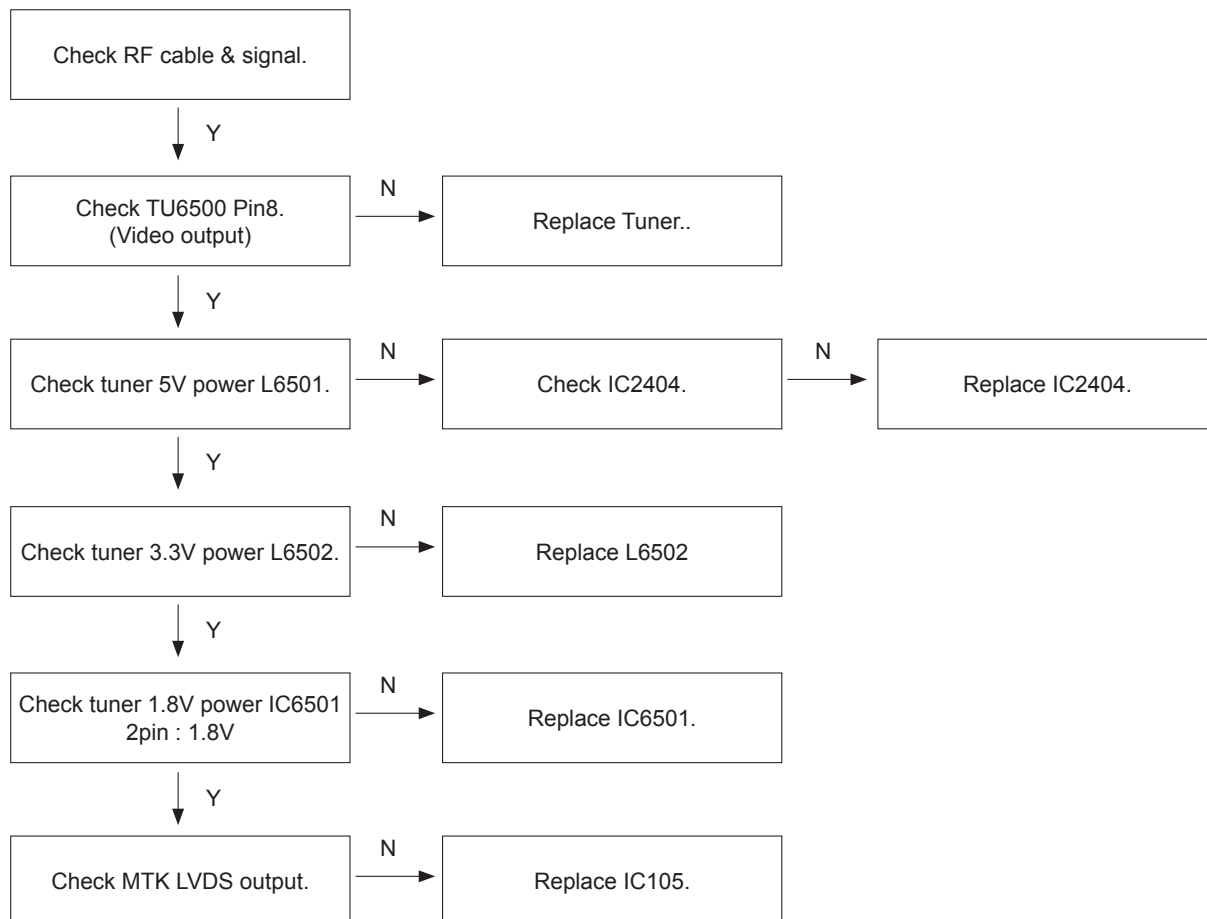 Check RF cable & signal.
Y
Check TU6500 Pin8.
(Video output)
N
Replace Tuner..
Y
Check tuner 5V power L6501.
N
Check IC2404.
N
Replace IC2404.
Y
Check tuner 3.3V power L6502.
N
Replace L6502
Y
Check tuner 1.8V power IC6501
2pin : 1.8V
N
Replace IC6501.
Y
Check MTK LVDS output.
N
Replace IC105.